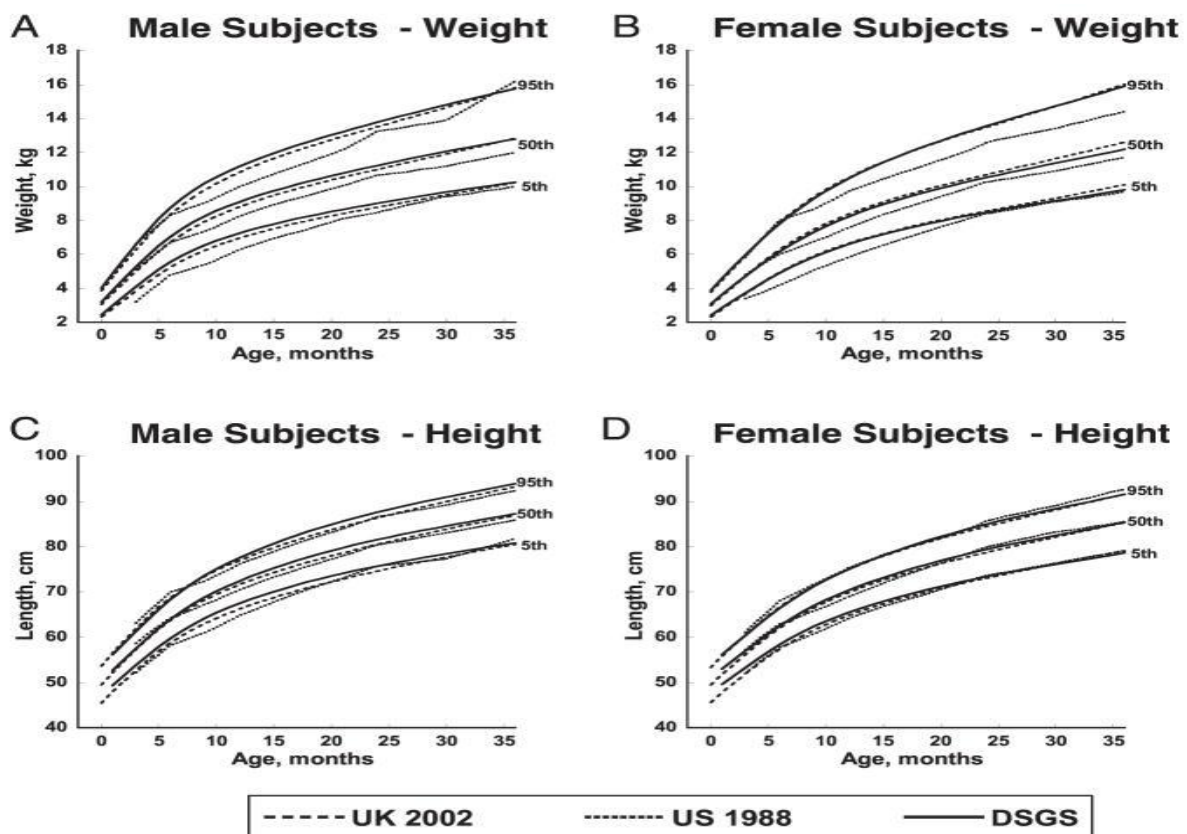 A Male Subjects - Weight
18
16
14
12
10
8
6
4
2
Weight, kg
95th
50th
5th
0 5 10 15 20 25 30 35
Age, months
B Female Subjects - Weight
18
16
14
12
10
8
6
4
2
Weight, kg
95th
50th
5th
0 5 10 15 20 25 30 35
Age, months
C Male Subjects - Height
100
90
80
70
60
50
40
Length, cm
95th
50th
5th
0 5 10 15 20 25 30 35
Age, months
D Female Subjects - Height
100
90
80
70
60
50
40
Length, cm
95th
50th
5th
0 5 10 15 20 25 30 35
Age, months
UK 2002 US 1988 DSGS